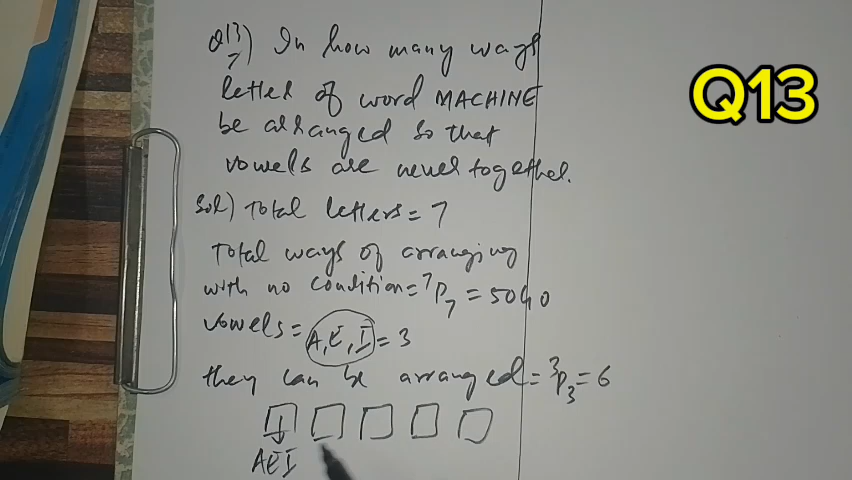 Q13
Q13/7) In how many ways
letter of word MACHINE
be arranged so that
vowels are never together.
Sol) Total letters = 7
Total ways of arranging
with no condition = ⁷P₇ = 5040
vowels = A, E, I = 3
they can be arranged = ³P₃ = 6
AEI